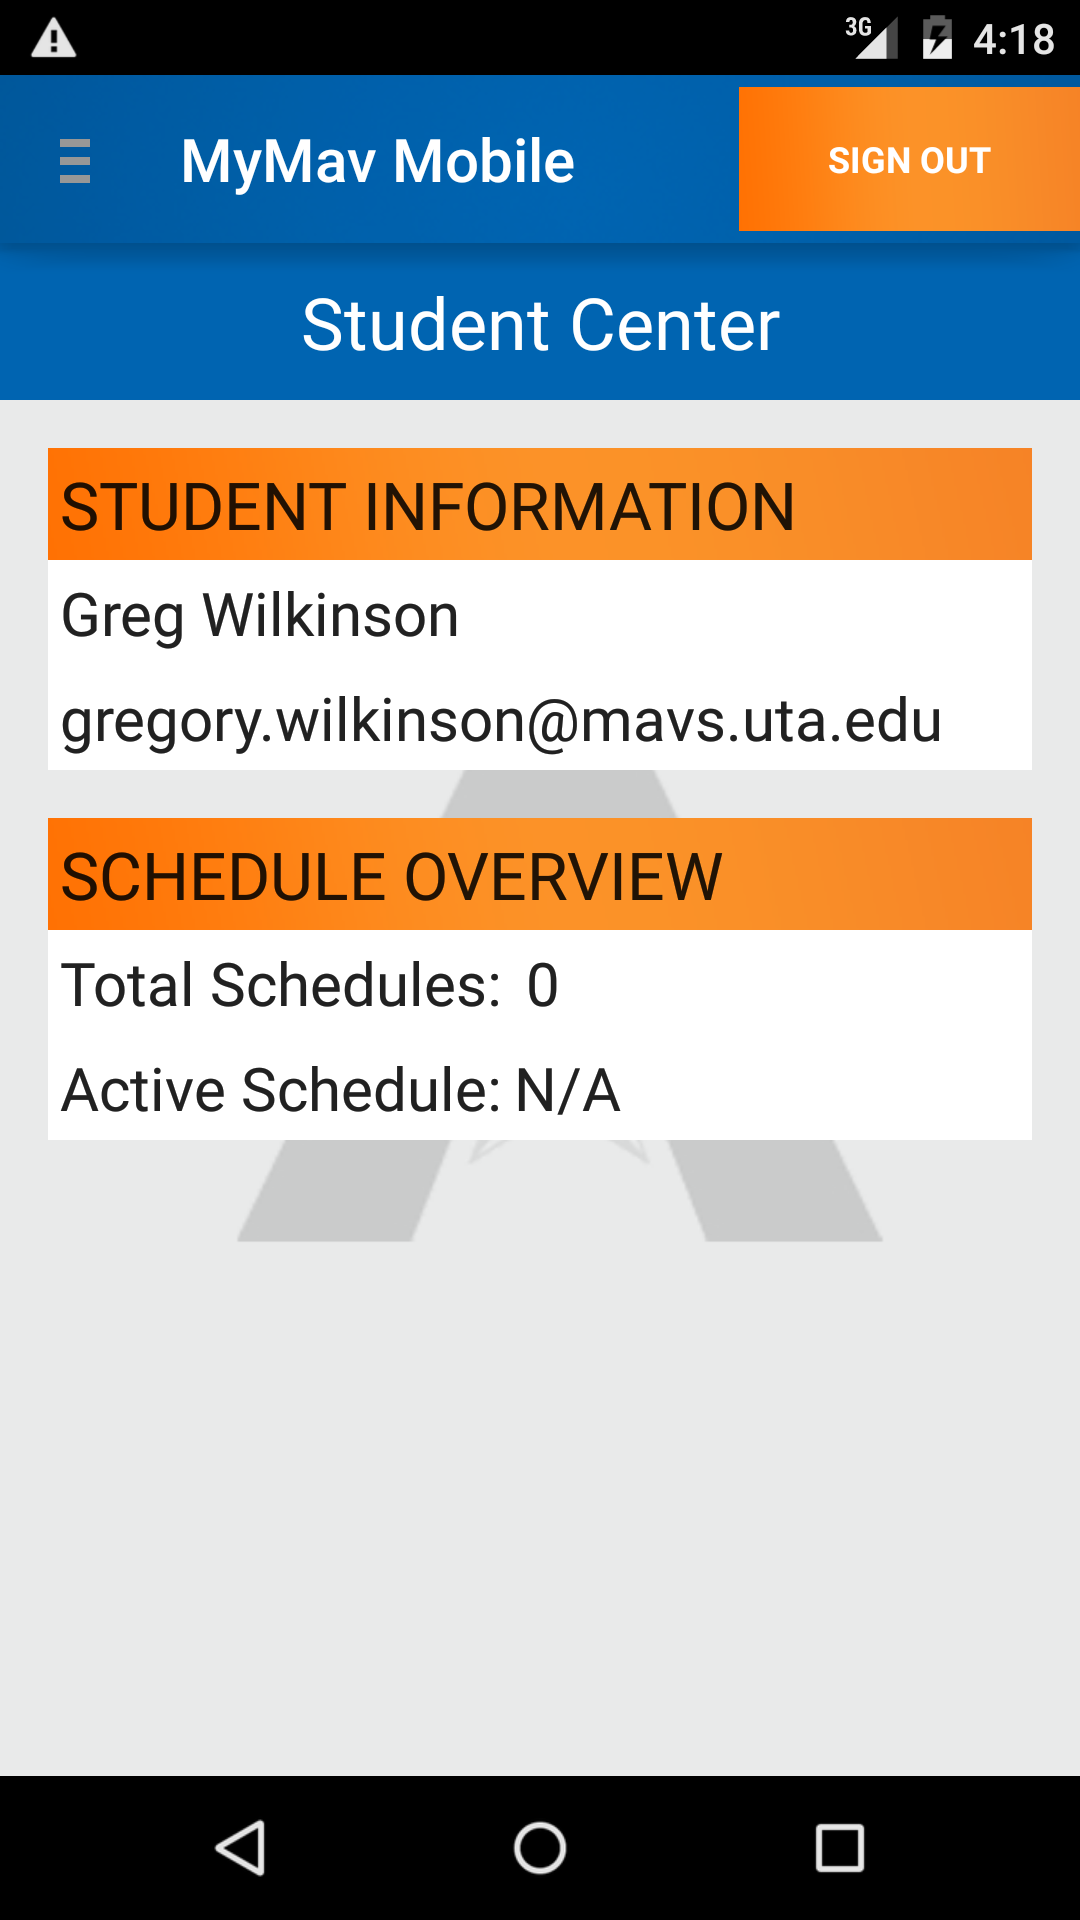 3G 4:18
MyMav Mobile SIGN OUT
Student Center
STUDENT INFORMATION
Greg Wilkinson
gregory.wilkinson@mavs.uta.edu
SCHEDULE OVERVIEW
Total Schedules: 0
Active Schedule: N/A